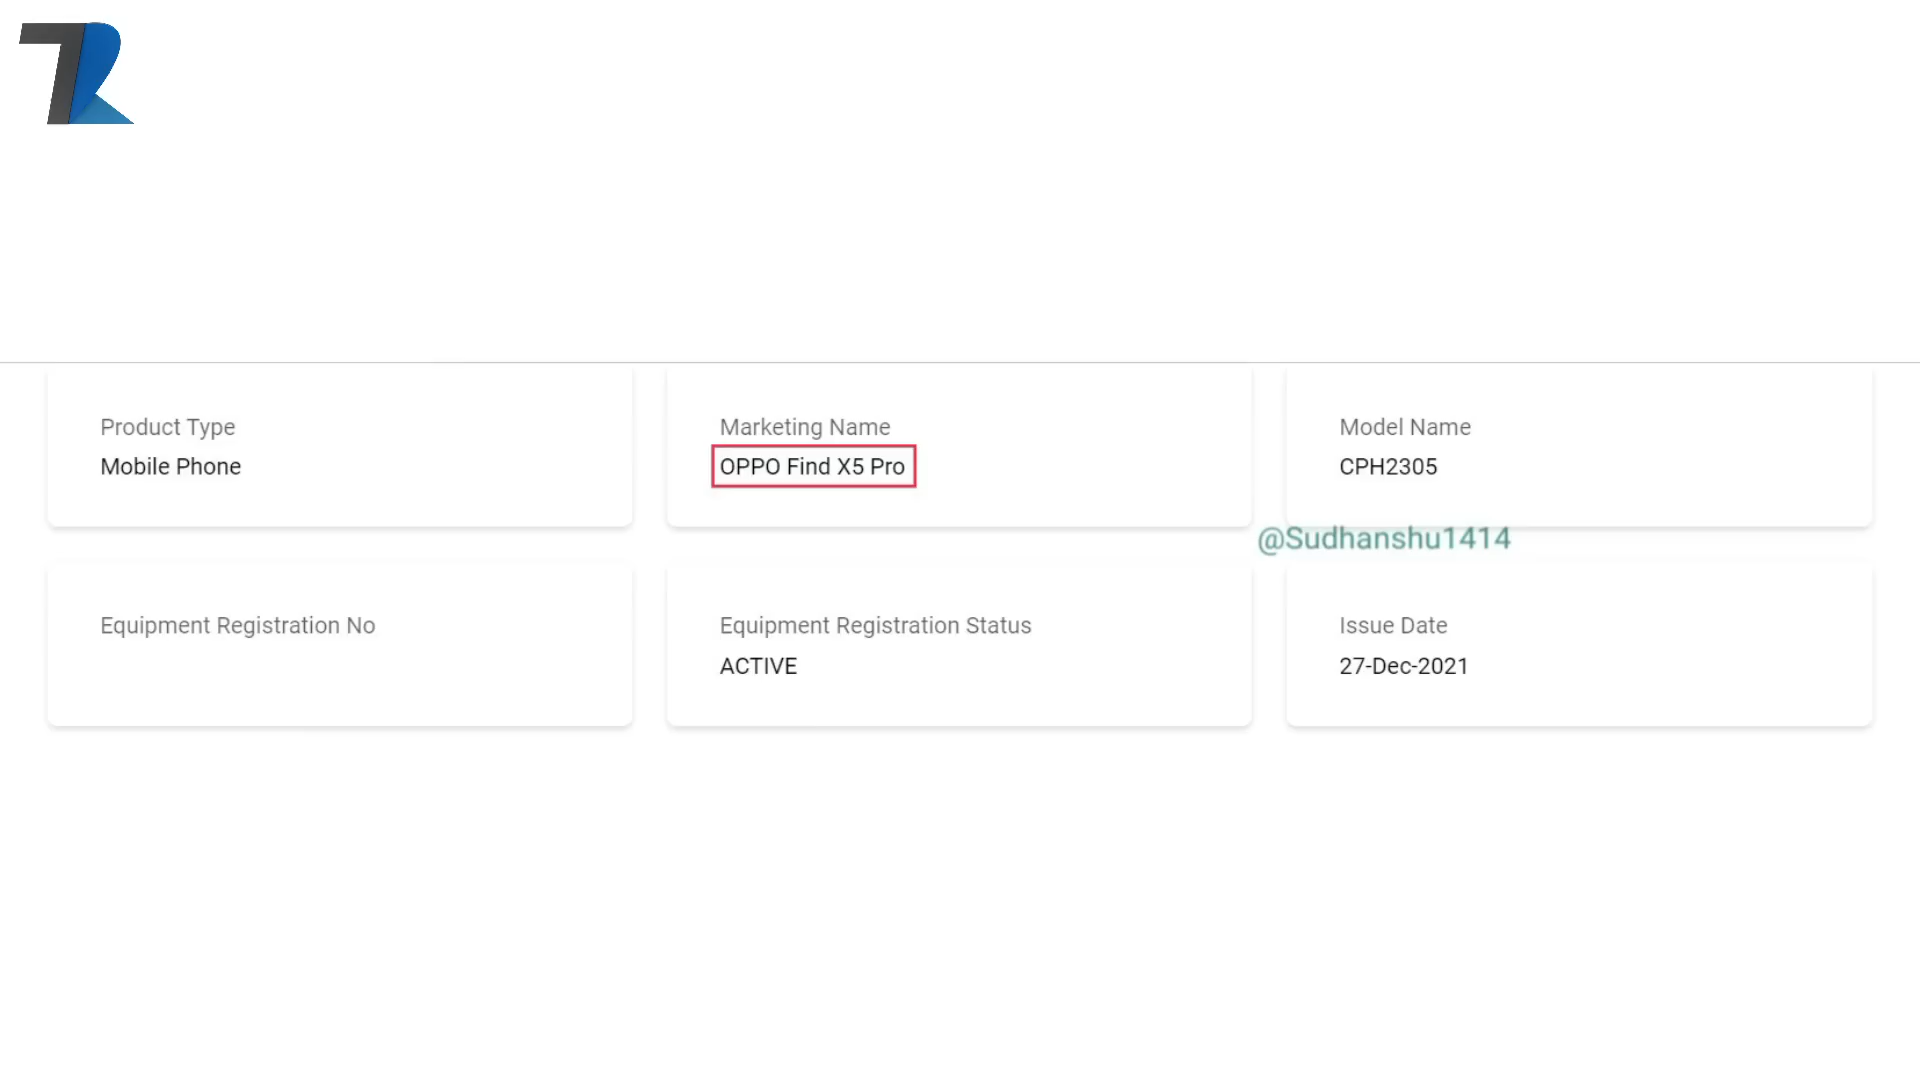 Product Type
Mobile Phone
Marketing Name
OPPO Find X5 Pro
Model Name
CPH2305
@Sudhanshu1414
Equipment Registration No
Equipment Registration Status
ACTIVE
Issue Date
27-Dec-2021